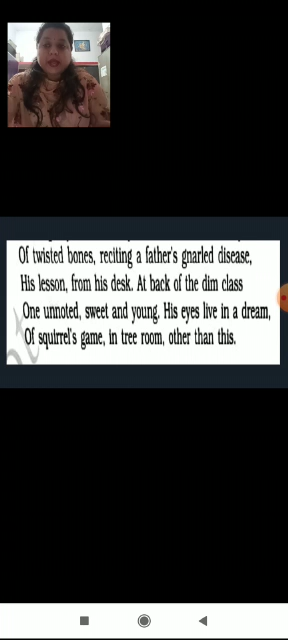 Of twisted bones, reciting a father's gnarled disease,
His lesson, from his desk. At back of the dim class
One unnoted, sweet and young. His eyes live in a dream,
Of squirrel's game, in tree room, other than this.